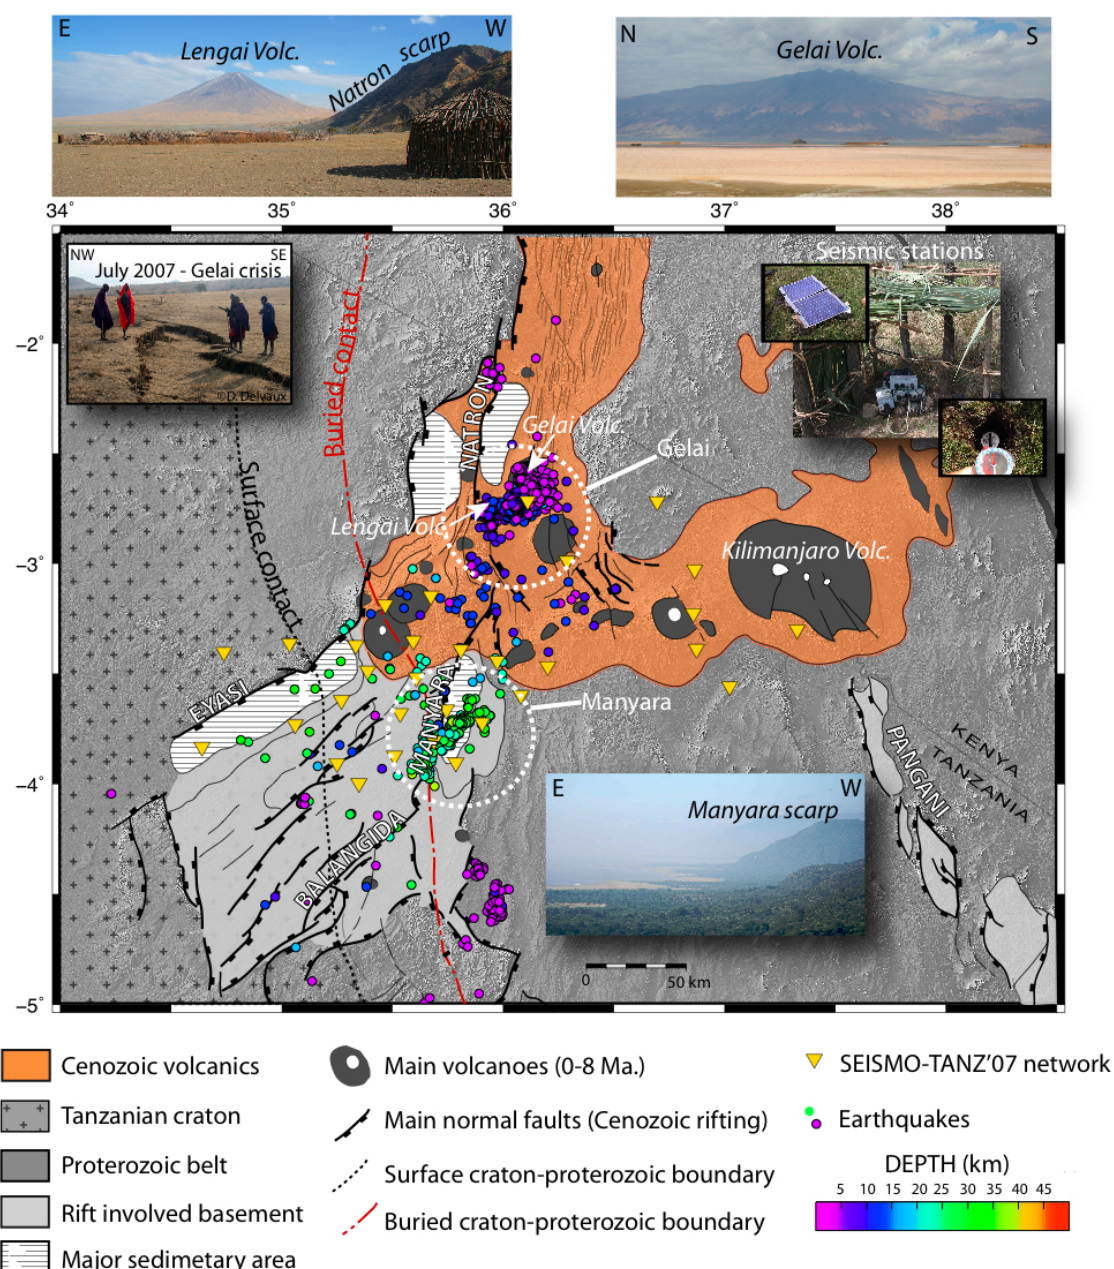 E
Lengai Volc.
W
Natron scarp
N
Gelai Volc.
S
34˚
35˚
36˚
37˚
38˚
NW
SE
July 2007 - Gelai crisis
©D. Delvaux
Seismic stations
−2˚
Buried contact
NATRON
Gelai Volc.
Gelai
Surface contact
Lengai Volc.
−3˚
Kilimanjaro Volc.
EYASI
MANYARA
Manyara
PANGANI
KENYA
TANZANIA
−4˚
E
W
Manyara scarp
BALANGIDA
0
50 km
−5˚
Cenozoic volcanics
Main volcanoes (0-8 Ma.)
SEISMO-TANZ’07 network
Tanzanian craton
Main normal faults (Cenozoic rifting)
Earthquakes
Proterozoic belt
Surface craton-proterozoic boundary
DEPTH (km)
5 10 15 20 25 30 35 40 45
Rift involved basement
Buried craton-proterozoic boundary
Major sedimetary area